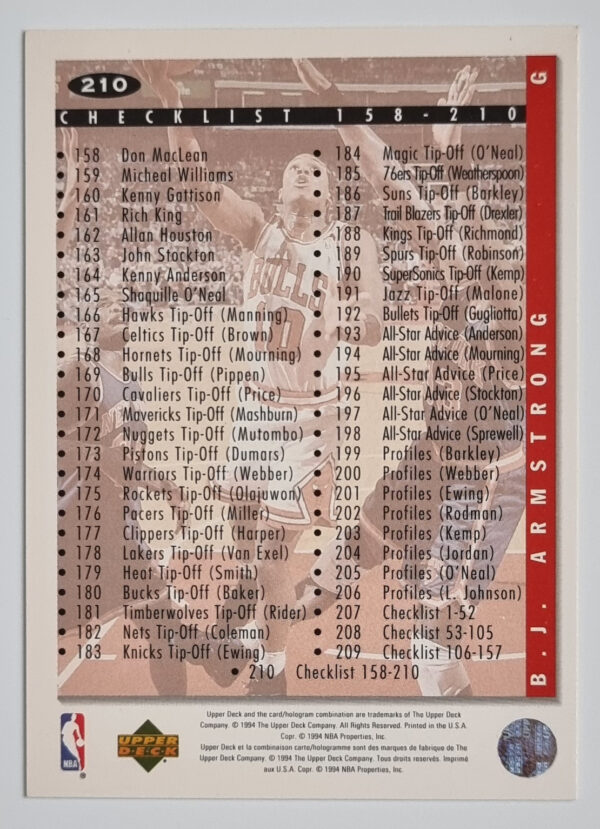 210
CHECKLIST 158-210
158 Don MacLean
159 Micheal Williams
160 Kenny Gattison
161 Rich King
162 Allan Houston
163 John Stockton
164 Kenny Anderson
165 Shaquille O'Neal
166 Hawks Tip-Off (Manning)
167 Celtics Tip-Off (Brown)
168 Hornets Tip-Off (Mourning)
169 Bulls Tip-Off (Pippen)
170 Cavaliers Tip-Off (Price)
171 Mavericks Tip-Off (Mashburn)
172 Nuggets Tip-Off (Mutombo)
173 Pistons Tip-Off (Dumars)
174 Warriors Tip-Off (Webber)
175 Rockets Tip-Off (Olajuwon)
176 Pacers Tip-Off (Miller)
177 Clippers Tip-Off (Harper)
178 Lakers Tip-Off (Van Exel)
179 Heat Tip-Off (Smith)
180 Bucks Tip-Off (Baker)
181 Timberwolves Tip-Off (Rider)
182 Nets Tip-Off (Coleman)
183 Knicks Tip-Off (Ewing)
184 Magic Tip-Off (O'Neal)
185 76ers Tip-Off (Weatherspoon)
186 Suns Tip-Off (Barkley)
187 Trail Blazers Tip-Off (Drexler)
188 Kings Tip-Off (Richmond)
189 Spurs Tip-Off (Robinson)
190 SuperSonics Tip-Off (Kemp)
191 Jazz Tip-Off (Malone)
192 Bullets Tip-Off (Gugliotta)
193 All-Star Advice (Anderson)
194 All-Star Advice (Mourning)
195 All-Star Advice (Price)
196 All-Star Advice (Stockton)
197 All-Star Advice (O'Neal)
198 All-Star Advice (Sprewell)
199 Profiles (Barkley)
200 Profiles (Webber)
201 Profiles (Ewing)
202 Profiles (Rodman)
203 Profiles (Kemp)
204 Profiles (Jordan)
205 Profiles (O'Neal)
206 Profiles (L. Johnson)
207 Checklist 1-52
208 Checklist 53-105
209 Checklist 106-157
210 Checklist 158-210
B.J. ARMSTRONG G
BULLS
10
Upper Deck and the card/hologram combination are trademarks of The Upper Deck
Company. © 1994 The Upper Deck Company. All Rights Reserved. Printed in the U.S.A.
Copr. © 1994 NBA Properties, Inc.
Upper Deck et la combinaison carte/hologramme sont des marques de fabrique de The
Upper Deck Company. © 1994 The Upper Deck Company. Tous droits reservés. Imprimé
aux U.S.A. Copr. © 1994 NBA Properties, Inc.
NBA ®
UPPER
DECK